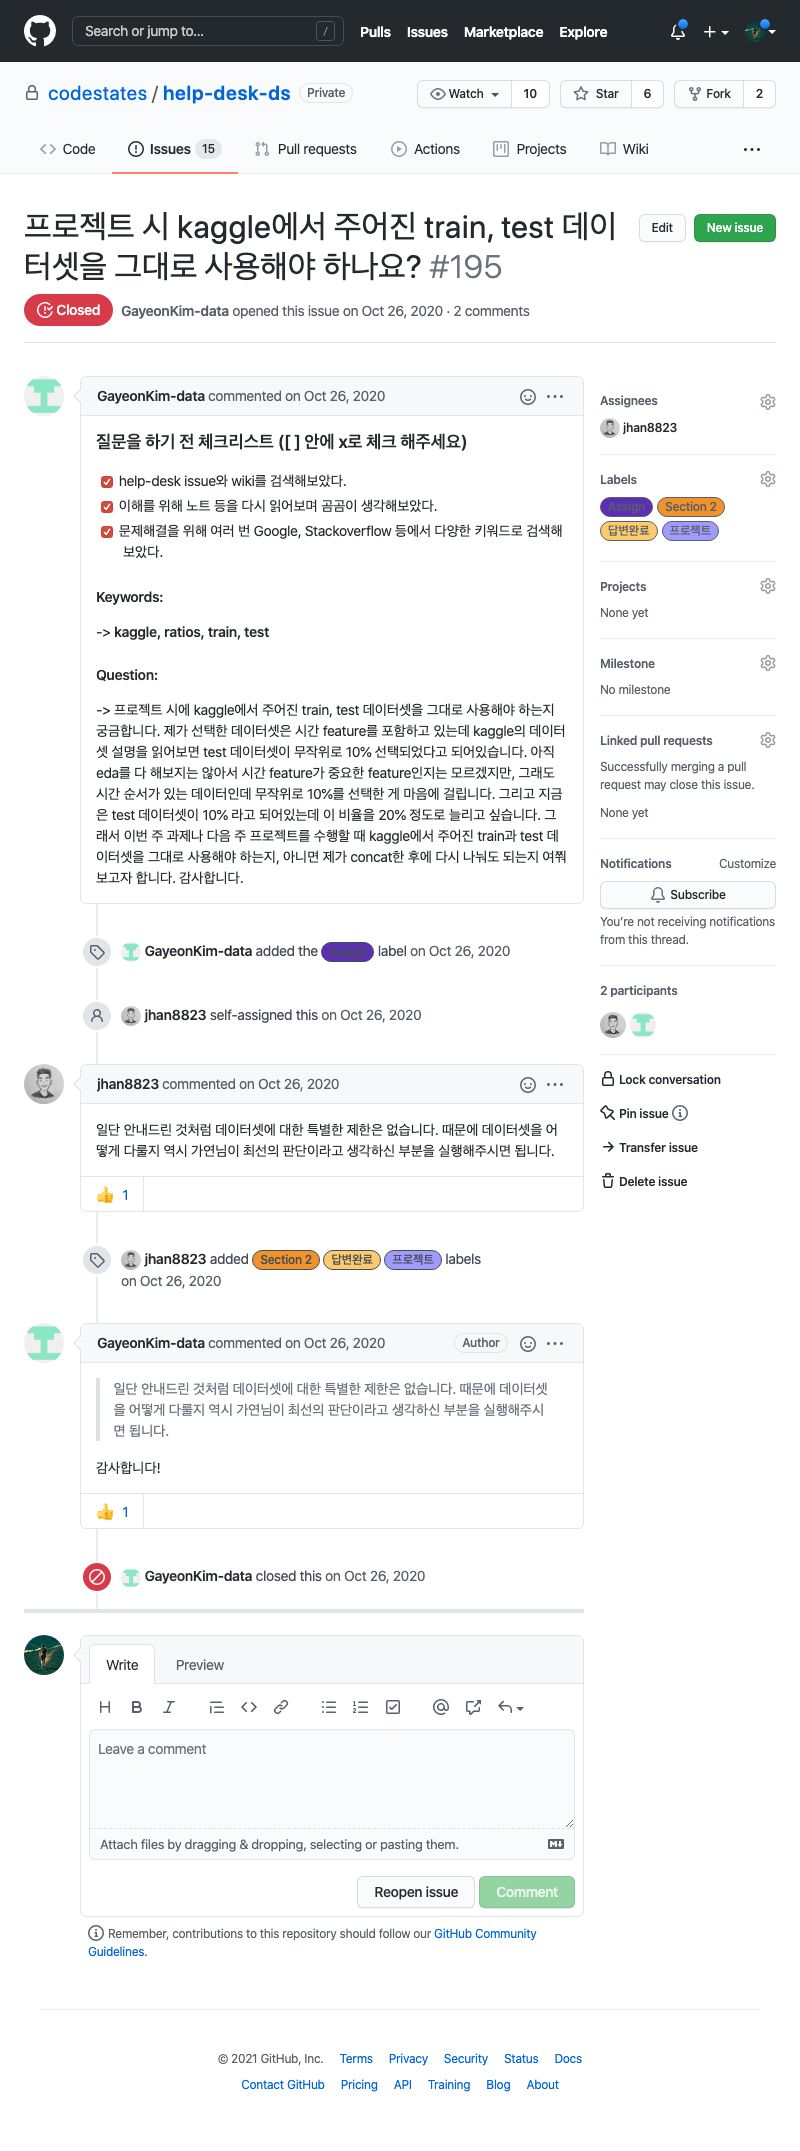 Search or jump to...
/
Pulls Issues Marketplace Explore
codestates / help-desk-ds Private
Watch 10
Star 6
Fork 2
Code
Issues 15
Pull requests
Actions
Projects
Wiki
프로젝트 시 kaggle에서 주어진 train, test 데이
터셋을 그대로 사용해야 하나요? #195
Edit
New issue
Closed
GayeonKim-data opened this issue on Oct 26, 2020 · 2 comments
GayeonKim-data commented on Oct 26, 2020
질문을 하기 전 체크리스트 ([ ] 안에 x로 체크 해주세요)
help-desk issue와 wiki를 검색해보았다.
이해를 위해 노트 등을 다시 읽어보며 곰곰이 생각해보았다.
문제해결을 위해 여러 번 Google, Stackoverflow 등에서 다양한 키워드로 검색해
보았다.
Keywords:
-> kaggle, ratios, train, test
Question:
-> 프로젝트 시에 kaggle에서 주어진 train, test 데이터셋을 그대로 사용해야 하는지
궁금합니다. 제가 선택한 데이터셋은 시간 feature를 포함하고 있는데 kaggle의 데이터
셋 설명을 읽어보면 test 데이터셋이 무작위로 10% 선택되었다고 되어있습니다. 아직
eda를 다 해보지는 않아서 시간 feature가 중요한 feature인지는 모르겠지만, 그래도
시간 순서가 있는 데이터인데 무작위로 10%를 선택한 게 마음에 걸립니다. 그리고 지금
은 test 데이터셋이 10% 라고 되어있는데 이 비율을 20% 정도로 늘리고 싶습니다. 그
래서 이번 주 과제나 다음 주 프로젝트를 수행할 때 kaggle에서 주어진 train과 test 데
이터셋을 그대로 사용해야 하는지, 아니면 제가 concat한 후에 다시 나눠도 되는지 여쭤
보고자 합니다. 감사합니다.
Assignees
jhan8823
Labels
Assign Section 2
답변완료 프로젝트
Projects
None yet
Milestone
No milestone
Linked pull requests
Successfully merging a pull
request may close this issue.
None yet
Notifications Customize
Subscribe
You're not receiving notifications
from this thread.
2 participants
Lock conversation
Pin issue
Transfer issue
Delete issue
GayeonKim-data added the Assign label on Oct 26, 2020
jhan8823 self-assigned this on Oct 26, 2020
jhan8823 commented on Oct 26, 2020
일단 안내드린 것처럼 데이터셋에 대한 특별한 제한은 없습니다. 때문에 데이터셋을 어
떻게 다룰지 역시 가연님이 최선의 판단이라고 생각하신 부분을 실행해주시면 됩니다.
👍 1
jhan8823 added Section 2 답변완료 프로젝트 labels
on Oct 26, 2020
GayeonKim-data commented on Oct 26, 2020 Author
일단 안내드린 것처럼 데이터셋에 대한 특별한 제한은 없습니다. 때문에 데이터셋
을 어떻게 다룰지 역시 가연님이 최선의 판단이라고 생각하신 부분을 실행해주시
면 됩니다.
감사합니다!
👍 1
GayeonKim-data closed this on Oct 26, 2020
Write Preview
Leave a comment
Attach files by dragging & dropping, selecting or pasting them.
Reopen issue
Comment
Remember, contributions to this repository should follow our GitHub Community
Guidelines.
© 2021 GitHub, Inc. Terms Privacy Security Status Docs
Contact GitHub Pricing API Training Blog About